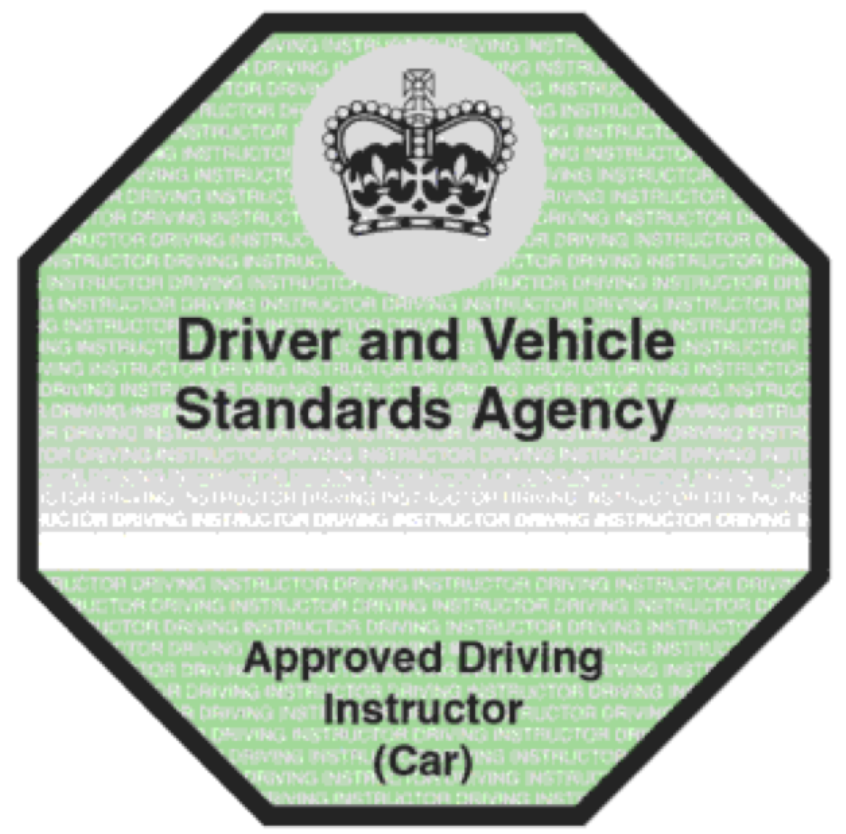 Driver and Vehicle
Standards Agency
Approved Driving
Instructor
(Car)